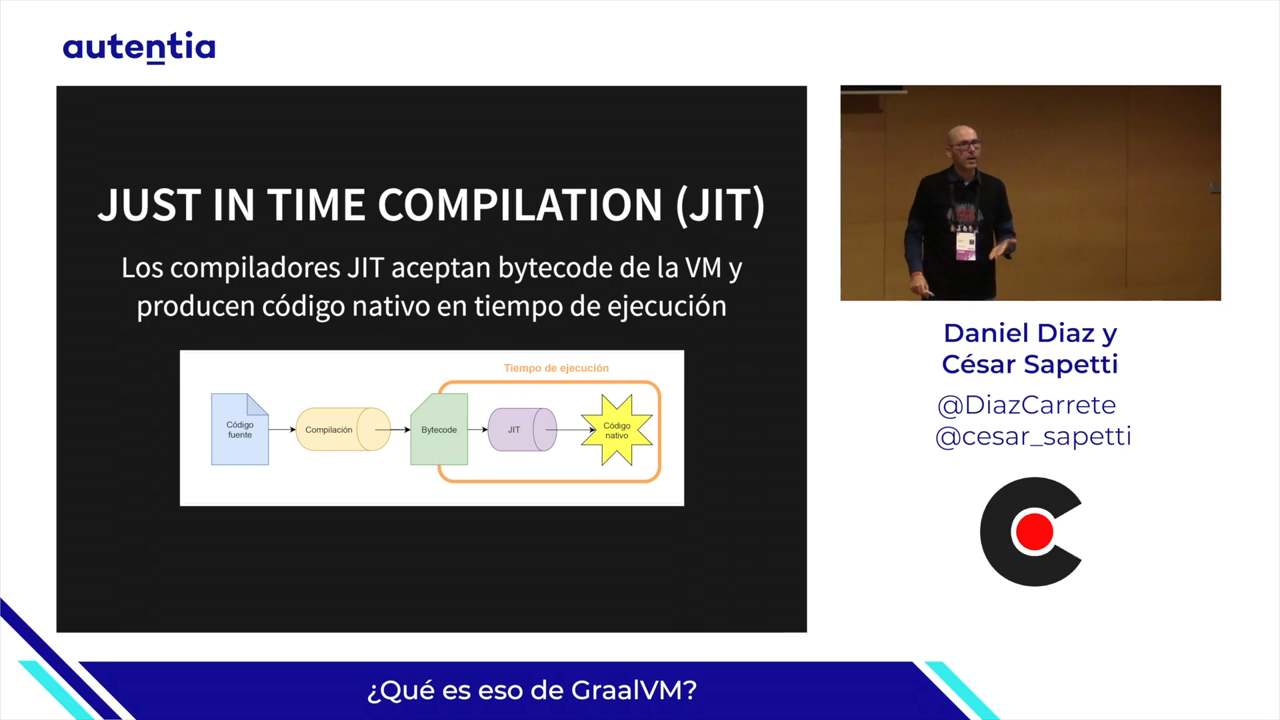 autentia
JUST IN TIME COMPILATION (JIT)
Los compiladores JIT aceptan bytecode de la VM y
producen código nativo en tiempo de ejecución
Tiempo de ejecución
Código
fuente
Compilación
Bytecode
JIT
Código
nativo
Daniel Diaz y
César Sapetti
@DiazCarrete
@cesar_sapetti
¿Qué es eso de GraalVM?